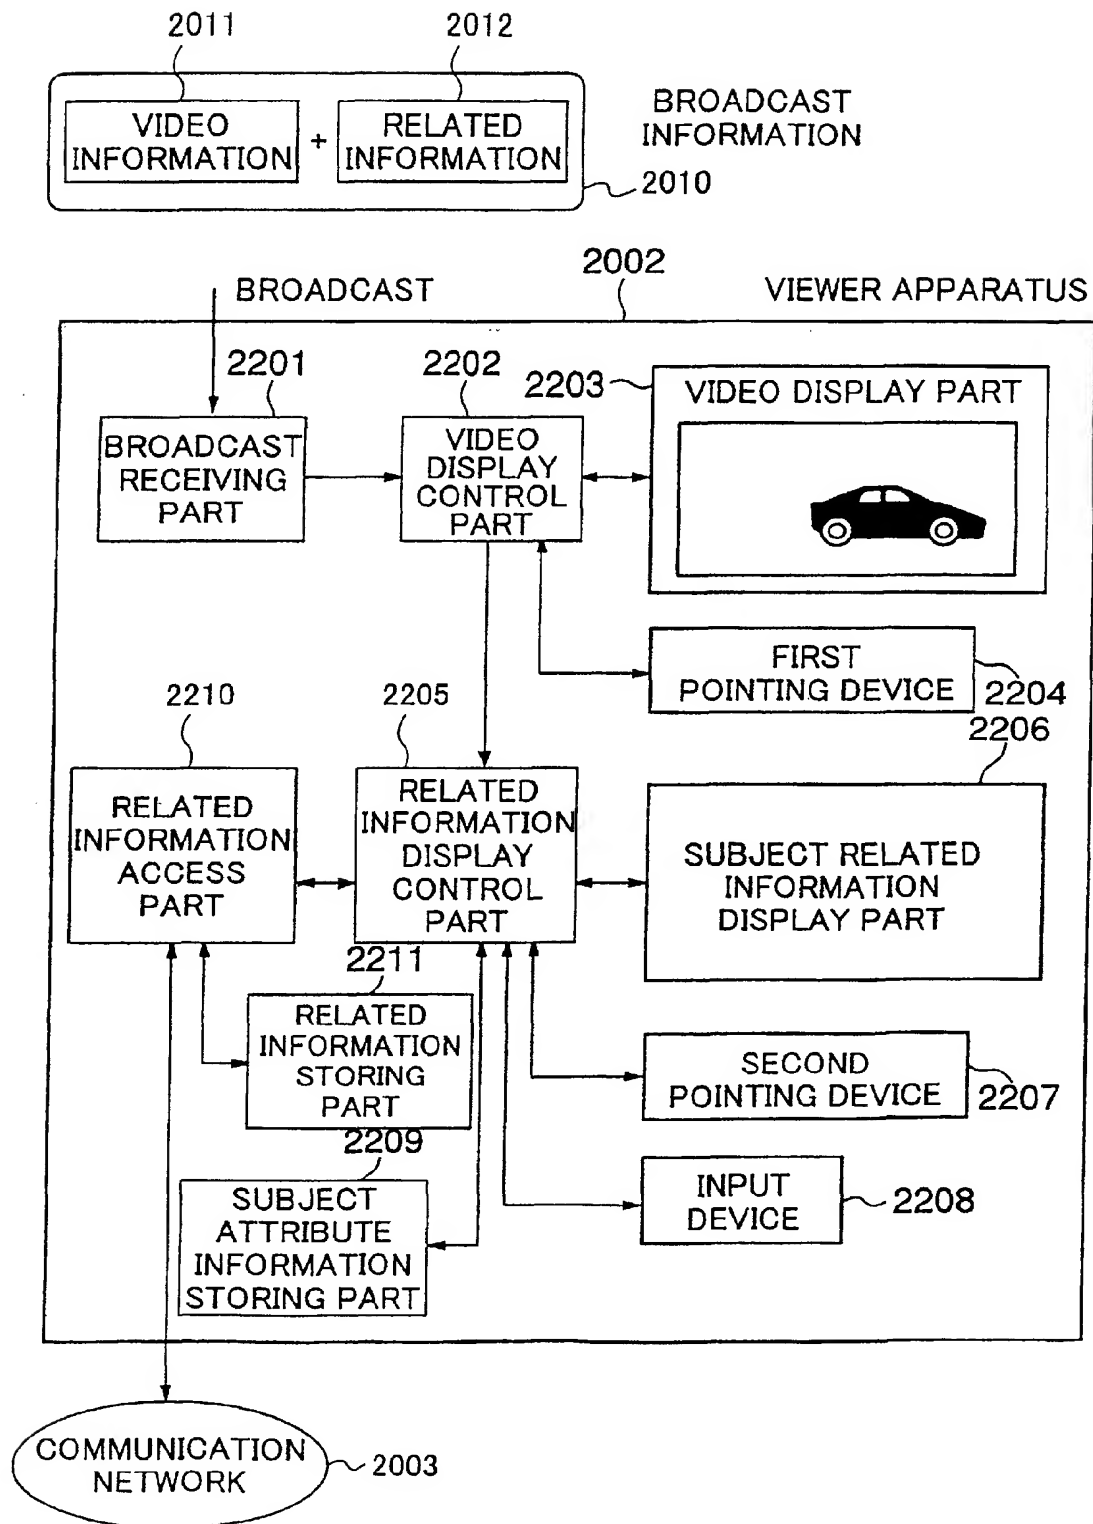 2011
2012
VIDEO
INFORMATION
+
RELATED
INFORMATION
BROADCAST
INFORMATION
2010
BROADCAST
2002
VIEWER APPARATUS
2201
BROADCAST
RECEIVING
PART
2202
VIDEO
DISPLAY
CONTROL
PART
2203
VIDEO DISPLAY PART
FIRST
POINTING DEVICE
2204
2210
RELATED
INFORMATION
ACCESS
PART
2205
RELATED
INFORMATION
DISPLAY
CONTROL
PART
2206
SUBJECT RELATED
INFORMATION
DISPLAY PART
2211
RELATED
INFORMATION
STORING
PART
SECOND
POINTING DEVICE
2207
2209
SUBJECT
ATTRIBUTE
INFORMATION
STORING PART
INPUT
DEVICE
2208
COMMUNICATION
NETWORK
2003